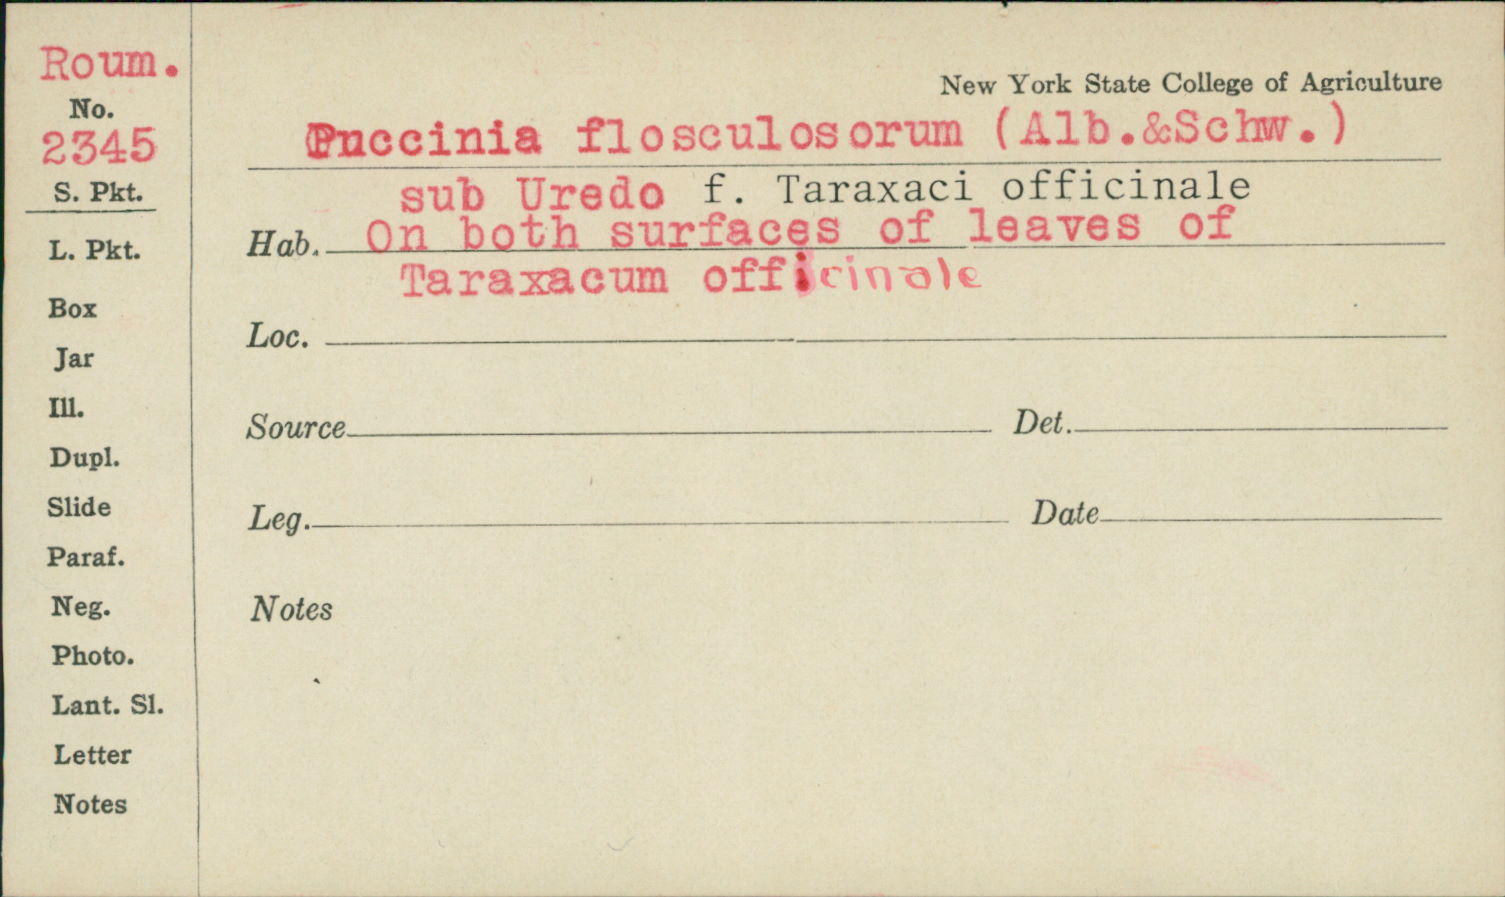 Roum.
No.
2345
S. Pkt.
L. Pkt.
Box
Jar
Ill.
Dupl.
Slide
Paraf.
Neg.
Photo.
Lant. Sl.
Letter
Notes
New York State College of Agriculture
Puccinia flosculosorum (Alb.&Schw.)
sub Uredo f. Taraxaci officinale
Hab. On both surfaces of leaves of
Taraxacum officinale
Loc.
Source Det.
Leg. Date
Notes